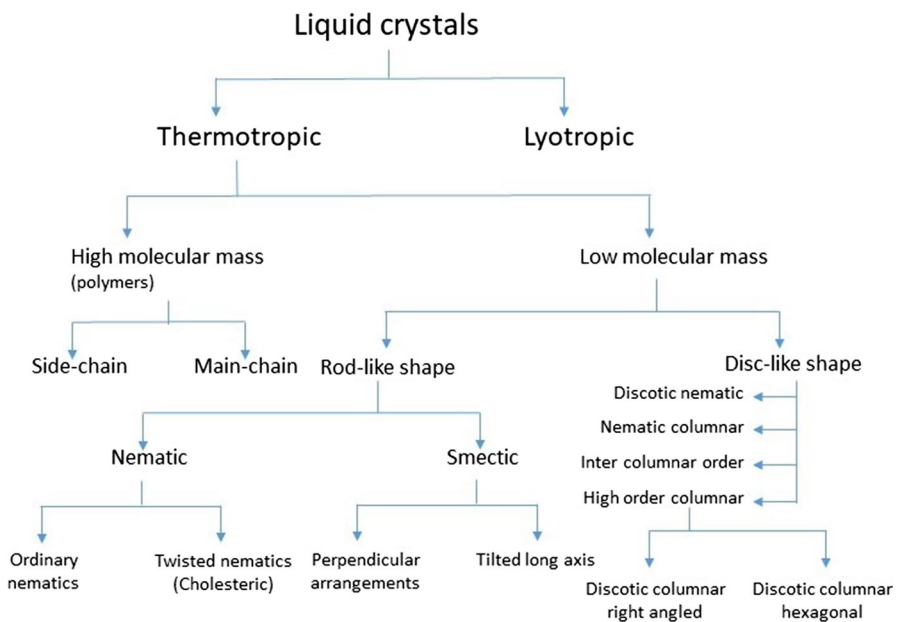 Liquid crystals
Thermotropic
Lyotropic
High molecular mass
(polymers)
Low molecular mass
Side-chain
Main-chain
Rod-like shape
Disc-like shape
Discotic nematic
Nematic columnar
Inter columnar order
High order columnar
Nematic
Smectic
Ordinary
nematics
Twisted nematics
(Cholesteric)
Perpendicular
arrangements
Tilted long axis
Discotic columnar
right angled
Discotic columnar
hexagonal